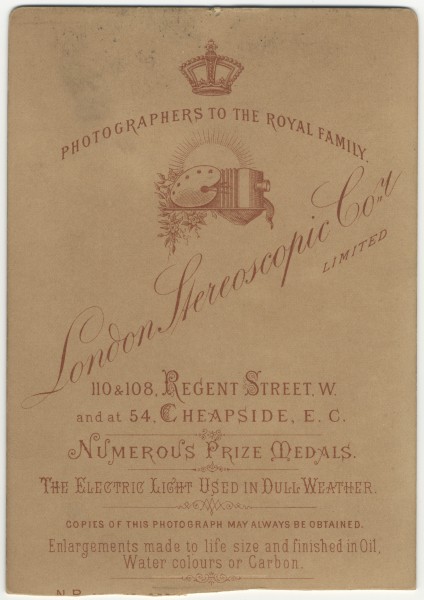 PHOTOGRAPHERS TO THE ROYAL FAMILY.
London Stereoscopic Cony
LIMITED
110 & 108, REGENT STREET, W.
and at 54, CHEAPSIDE, E. C.
NUMEROUS PRIZE MEDALS.
THE ELECTRIC LIGHT USED IN DULL WEATHER.
COPIES OF THIS PHOTOGRAPH MAY ALWAYS BE OBTAINED.
Enlargements made to life size and finished in Oil,
Water colours or Carbon.